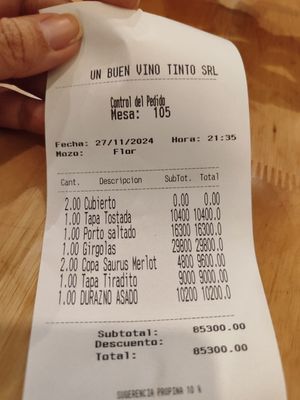 UN BUEN VINO TINTO SRL
Control del Pedido
Mesa: 105
Fecha: 27/11/2024 Hora: 21:35
Mozo: Flor
Cant. Descripcion SubTot. Total
2.00 Cubierto 0.00 0.00
1.00 Tapa Tostada 10400 10400.0
1.00 Porto saltado 16300 16300.0
1.00 Girgolas 29800 29800.0
2.00 Copa Saurus Merlot 4800 9600.00
1.00 Tapa Tiradito 9000 9000.00
1.00 DURAZNO ASADO 10200 10200.0
Subtotal: 85300.00
Descuento:
Total: 85300.00
SUGERENCIA PROPINA 10 %